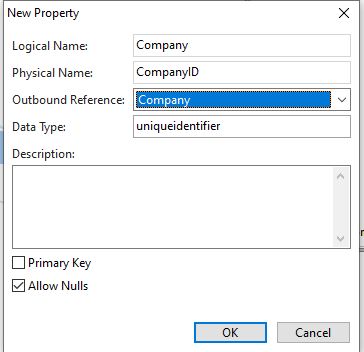 New Property
Logical Name: Company
Physical Name: CompanyID
Outbound Reference: Company
Data Type: uniqueidentifier
Description:
Primary Key
Allow Nulls
OK Cancel